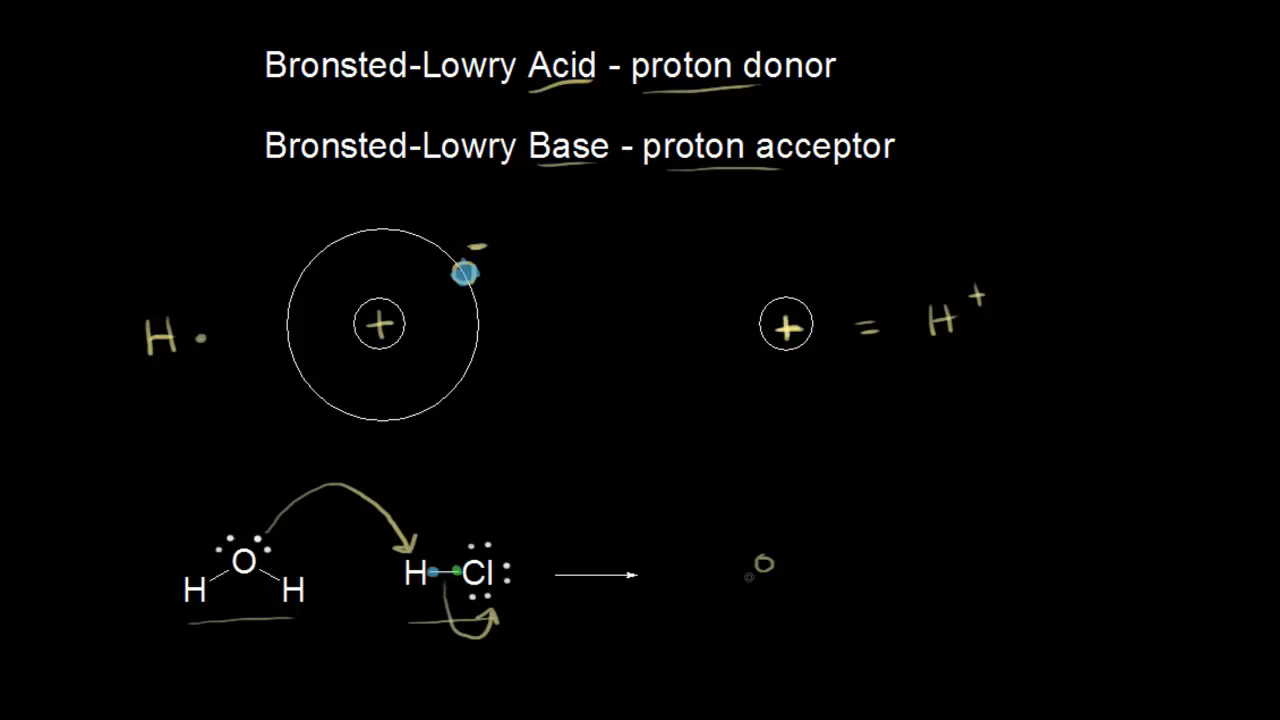 Bronsted-Lowry Acid - proton donor
Bronsted-Lowry Base - proton acceptor
-
H· + + = H+
O H-Cl O
H H